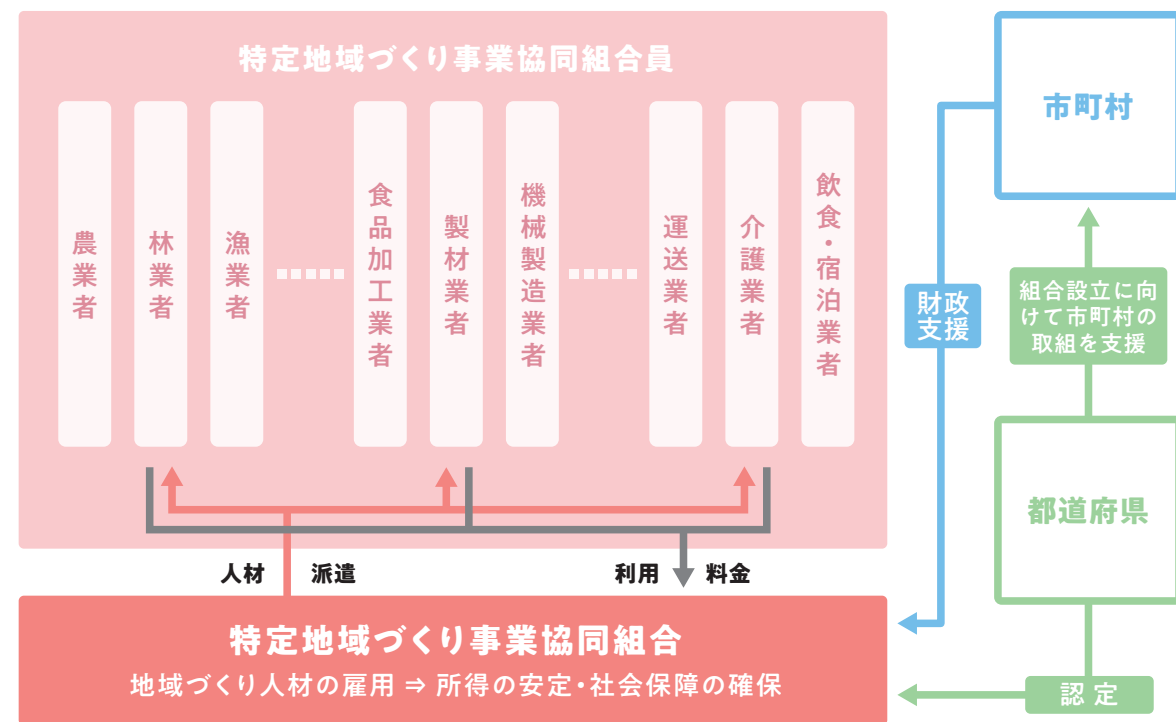 特定地域づくり事業協同組合員
農業者
林業者
漁業者
食品加工業者
製材業者
機械製造業者
運送業者
介護業者
飲食・宿泊業者
人材 派遣
利用 料金
特定地域づくり事業協同組合
地域づくり人材の雇用 ⇒ 所得の安定・社会保障の確保
市町村
財政
支援
組合設立に向
けて市町村の
取組を支援
都道府県
認定